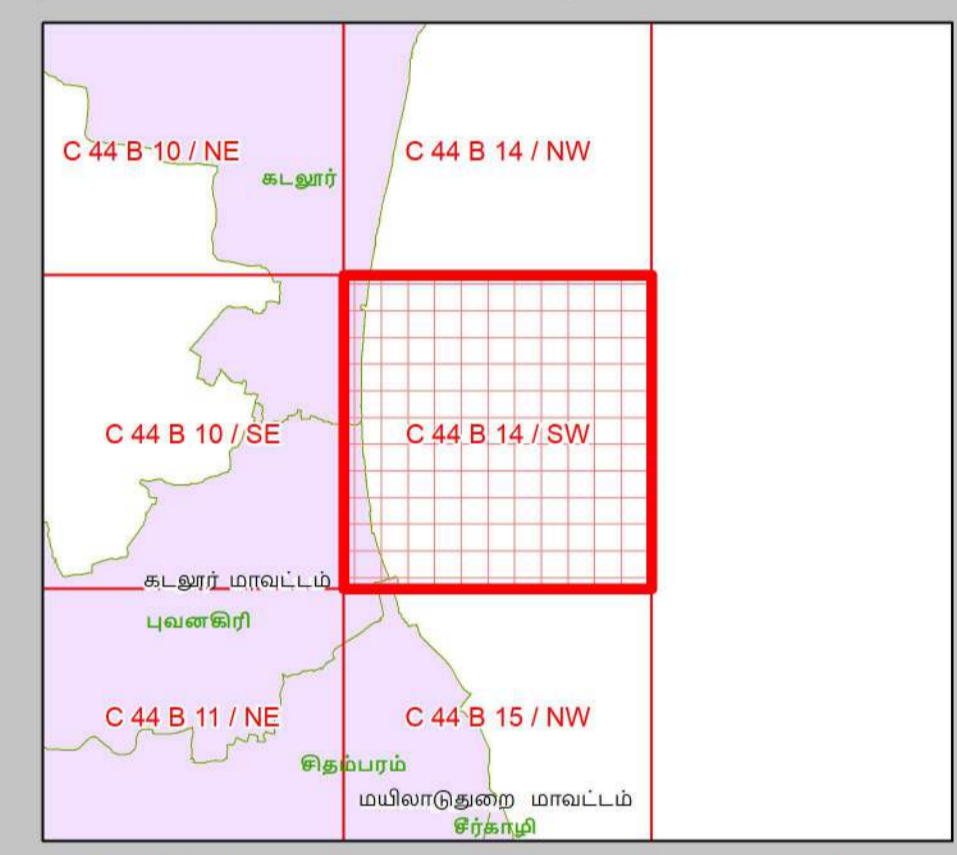 C 44 B 10 / NE
C 44 B 14 / NW
கடலூர்
C 44 B 10 / SE
C 44 B 14 / SW
கடலூர் மாவட்டம்
புவனகிரி
C 44 B 11 / NE
C 44 B 15 / NW
சிதம்பரம்
மயிலாடுதுறை மாவட்டம்
சீர்காழி